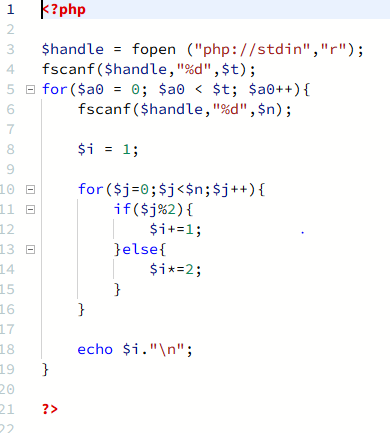 1 <?php
2
3 $handle = fopen ("php://stdin","r");
4 fscanf($handle,"%d",$t);
5 for($a0 = 0; $a0 < $t; $a0++){
6 fscanf($handle,"%d",$n);
7
8 $i = 1;
9
10 for($j=0;$j<$n;$j++){
11 if($j%2){
12 $i+=1;
13 }else{
14 $i*=2;
15 }
16 }
17
18 echo $i."\n";
19 }
20
21 ?>
22